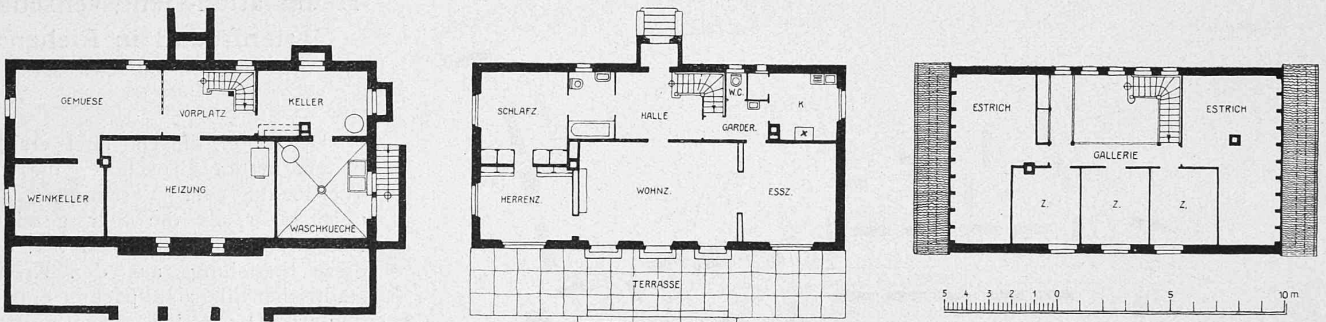 GEMUESE
VORPLATZ
KELLER
WEINKELLER
HEIZUNG
WASCHKUECHE
SCHLAFZ.
HALLE
W.C.
GARDER.
K.
HERRENZ.
WOHNZ.
ESSZ.
TERRASSE
ESTRICH
ESTRICH
GALLERIE
Z.
Z.
Z.
5 4 3 2 1 0 5 10 m